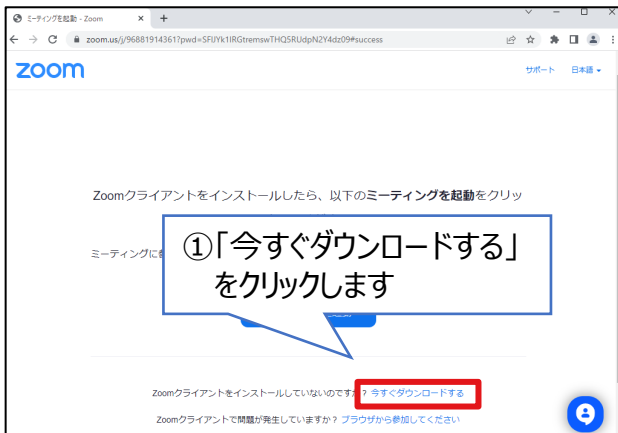 ミーティングを起動 - Zoom
zoom.us/j/96881914361?pwd=SFlJYk1IRGtremswTHQ5RUdpN2Y4dz09#success
zoom
サポート 日本語
Zoomクライアントをインストールしたら、以下のミーティングを起動をクリッ
ミーティングに
①「今すぐダウンロードする」
をクリックします
Zoomクライアントをインストールしていないのですか? 今すぐダウンロードする
Zoomクライアントで問題が発生していますか? ブラウザから参加してください